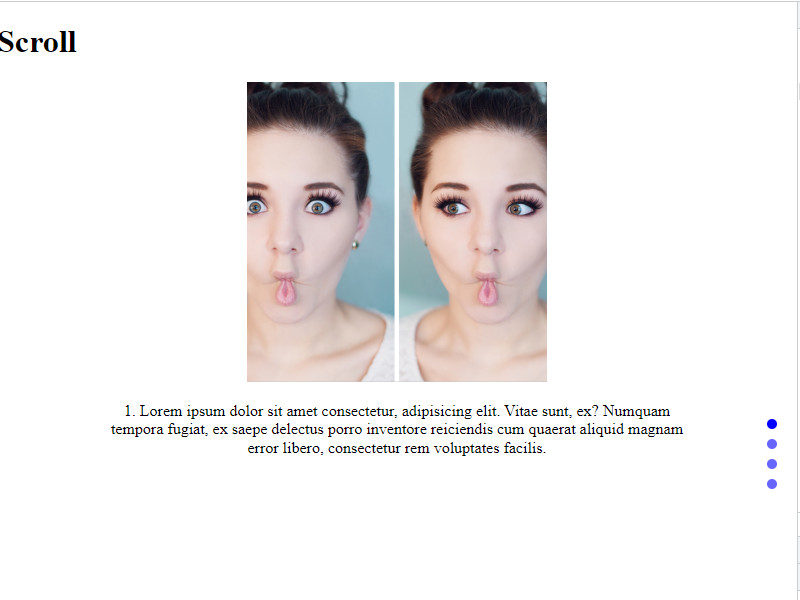 Scroll
1. Lorem ipsum dolor sit amet consectetur, adipisicing elit. Vitae sunt, ex? Numquam
tempora fugiat, ex saepe delectus porro inventore reiciendis cum quaerat aliquid magnam
error libero, consectetur rem voluptates facilis.